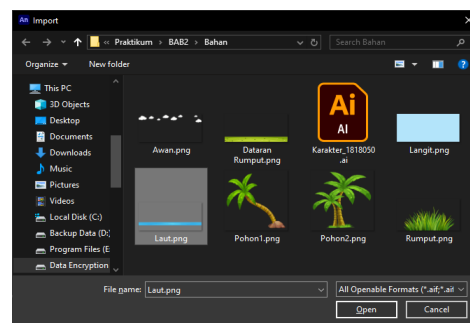 An Import
« Praktikum > BAB2 > Bahan
Search Bahan
Organize
New folder
This PC
3D Objects
Desktop
Documents
Downloads
Music
Pictures
Videos
Local Disk (C:)
Backup Data (D:)
Program Files (E
Data Encryption
Awan.png
Dataran
Rumput.png
Ai
AI
Karakter_1818050
.ai
Langit.png
Laut.png
Pohon1.png
Pohon2.png
Rumput.png
File name:
Laut.png
All Openable Formats (*.aif;*.ait
Open
Cancel